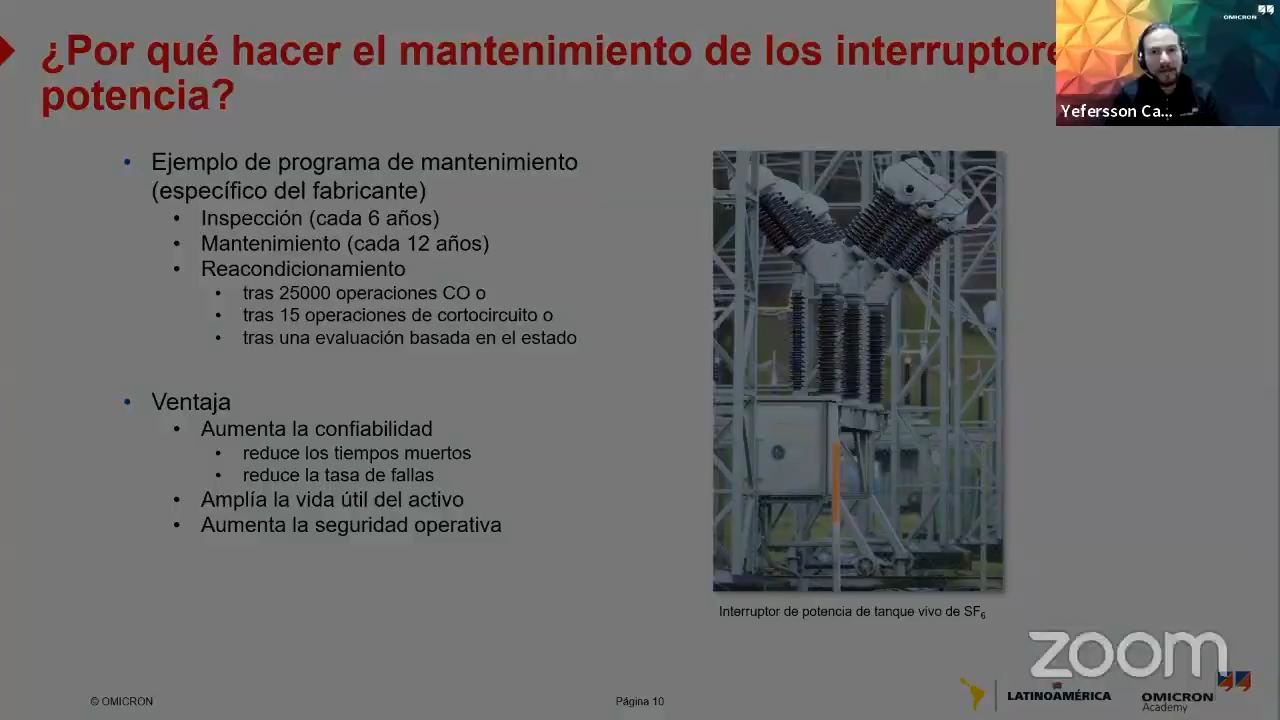 ¿Por qué hacer el mantenimiento de los interruptore
potencia?
OMICRON
Yefersson Ca...
• Ejemplo de programa de mantenimiento
(específico del fabricante)
• Inspección (cada 6 años)
• Mantenimiento (cada 12 años)
• Reacondicionamiento
• tras 25000 operaciones CO o
• tras 15 operaciones de cortocircuito o
• tras una evaluación basada en el estado
• Ventaja
• Aumenta la confiabilidad
• reduce los tiempos muertos
• reduce la tasa de fallas
• Amplía la vida útil del activo
• Aumenta la seguridad operativa
Interruptor de potencia de tanque vivo de SF₆
zoom
© OMICRON
Página 10
LATINOAMÉRICA
OMICRON
Academy